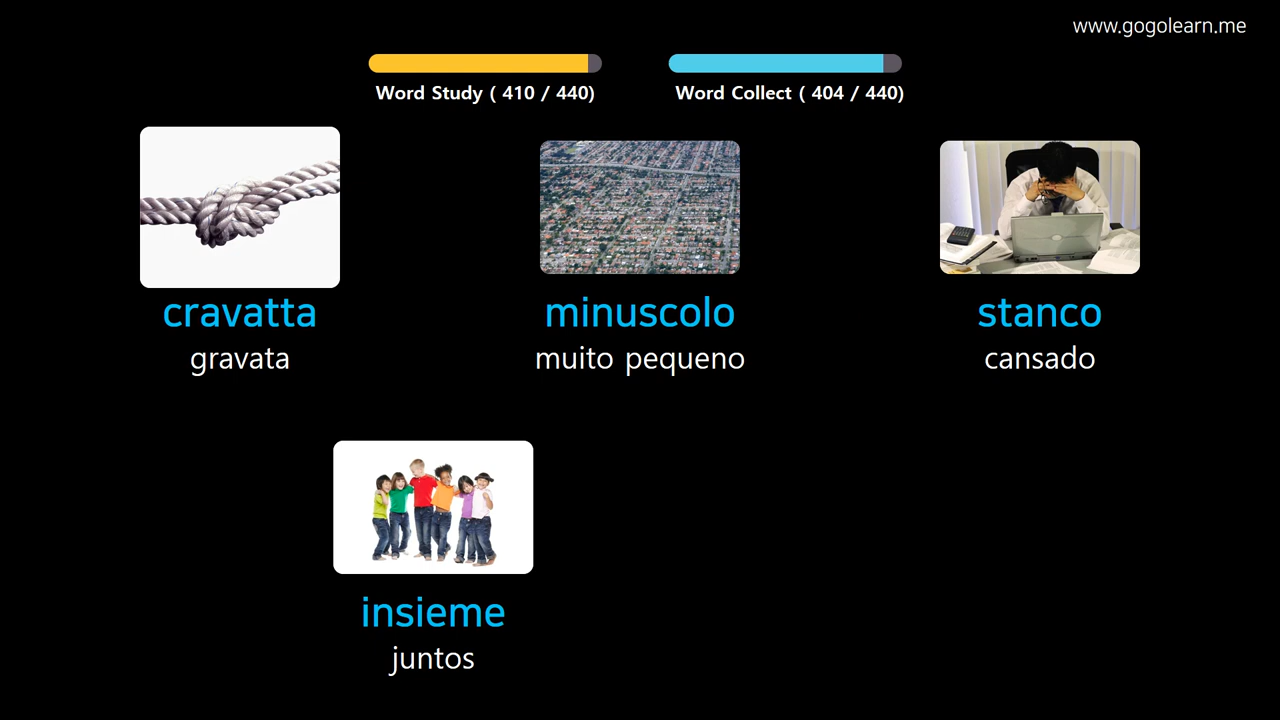 www.gogolearn.me
Word Study ( 410 / 440)
Word Collect ( 404 / 440)
cravatta
gravata
minuscolo
muito pequeno
stanco
cansado
insieme
juntos